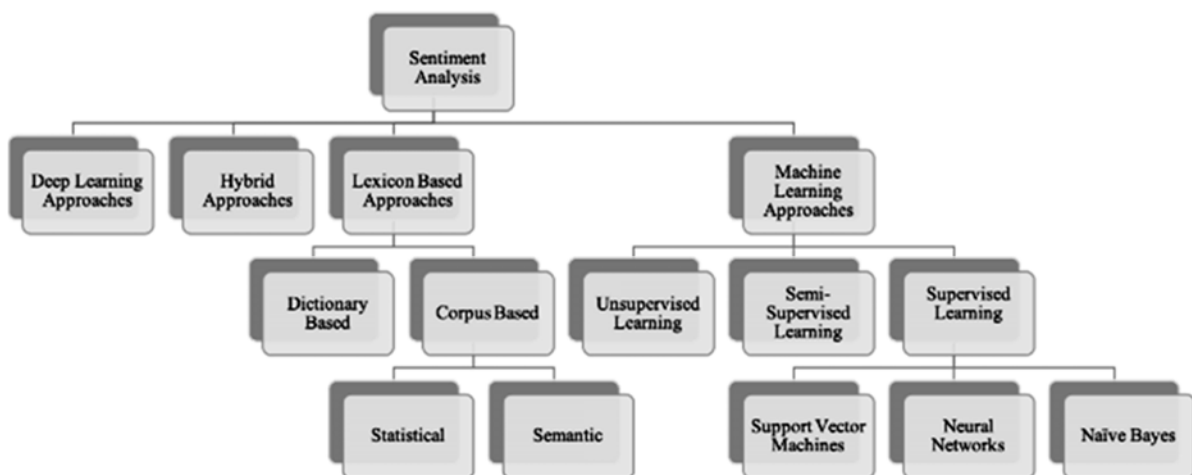 Sentiment
Analysis
Deep Learning
Approaches
Hybrid
Approaches
Lexicon Based
Approaches
Machine
Learning
Approaches
Dictionary
Based
Corpus Based
Unsupervised
Learning
Semi-
Supervised
Learning
Supervised
Learning
Statistical
Semantic
Support Vector
Machines
Neural
Networks
Naïve Bayes